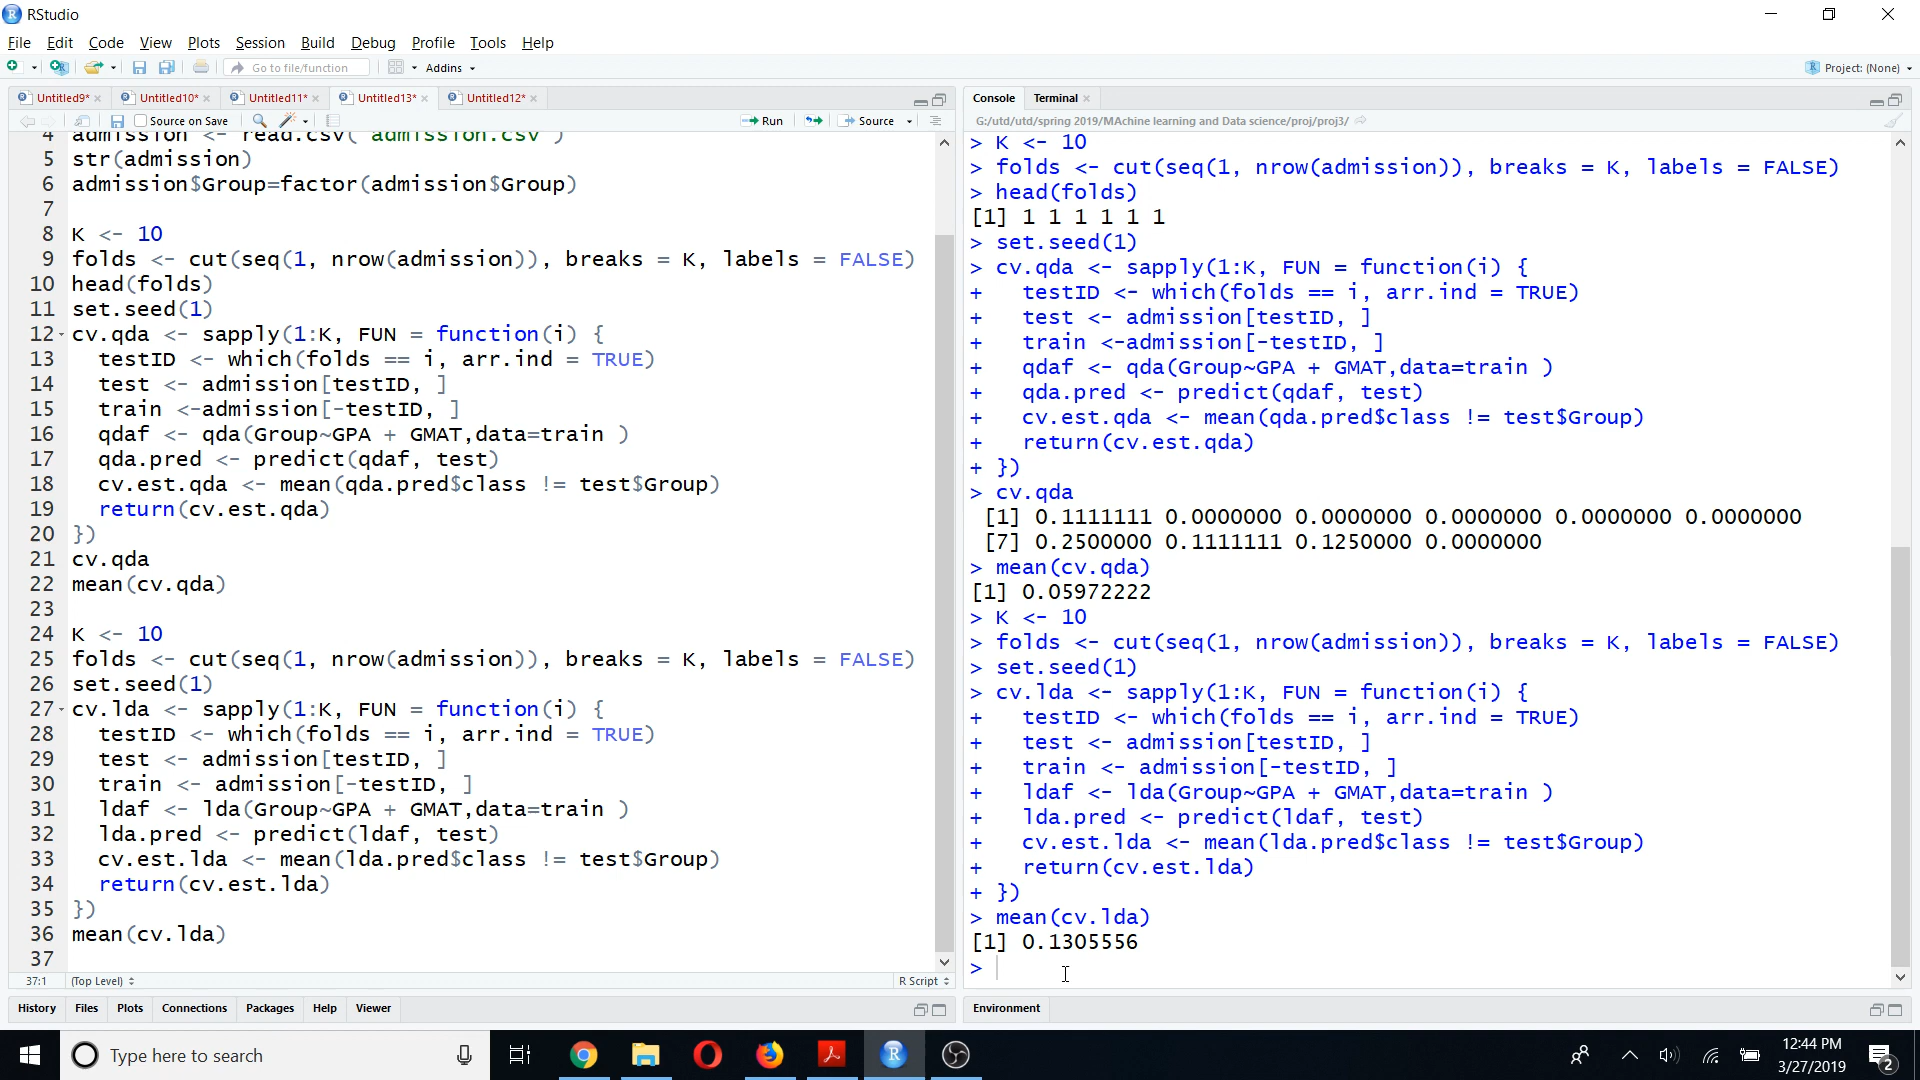 RStudio
File Edit Code View Plots Session Build Debug Profile Tools Help
Go to file/function Addins Project: (None)
Untitled9* Untitled10* Untitled11* Untitled13* Untitled12*
Source on Save Run Source
4 admission <- read.csv("admission.csv")
5 str(admission)
6 admission$Group=factor(admission$Group)
7
8 K <- 10
9 folds <- cut(seq(1, nrow(admission)), breaks = K, labels = FALSE)
10 head(folds)
11 set.seed(1)
12 cv.qda <- sapply(1:K, FUN = function(i) {
13 testID <- which(folds == i, arr.ind = TRUE)
14 test <- admission[testID, ]
15 train <-admission[-testID, ]
16 qdaf <- qda(Group~GPA + GMAT,data=train )
17 qda.pred <- predict(qdaf, test)
18 cv.est.qda <- mean(qda.pred$class != test$Group)
19 return(cv.est.qda)
20 })
21 cv.qda
22 mean(cv.qda)
23
24 K <- 10
25 folds <- cut(seq(1, nrow(admission)), breaks = K, labels = FALSE)
26 set.seed(1)
27 cv.lda <- sapply(1:K, FUN = function(i) {
28 testID <- which(folds == i, arr.ind = TRUE)
29 test <- admission[testID, ]
30 train <- admission[-testID, ]
31 ldaf <- lda(Group~GPA + GMAT,data=train )
32 lda.pred <- predict(ldaf, test)
33 cv.est.lda <- mean(lda.pred$class != test$Group)
34 return(cv.est.lda)
35 })
36 mean(cv.lda)
37
37:1 (Top Level) R Script
History Files Plots Connections Packages Help Viewer
Console Terminal
G:/utd/utd/spring 2019/MAchine learning and Data science/proj/proj3/
> K <- 10
> folds <- cut(seq(1, nrow(admission)), breaks = K, labels = FALSE)
> head(folds)
[1] 1 1 1 1 1 1
> set.seed(1)
> cv.qda <- sapply(1:K, FUN = function(i) {
+ testID <- which(folds == i, arr.ind = TRUE)
+ test <- admission[testID, ]
+ train <-admission[-testID, ]
+ qdaf <- qda(Group~GPA + GMAT,data=train )
+ qda.pred <- predict(qdaf, test)
+ cv.est.qda <- mean(qda.pred$class != test$Group)
+ return(cv.est.qda)
+ })
> cv.qda
[1] 0.1111111 0.0000000 0.0000000 0.0000000 0.0000000 0.0000000
[7] 0.2500000 0.1111111 0.1250000 0.0000000
> mean(cv.qda)
[1] 0.05972222
> K <- 10
> folds <- cut(seq(1, nrow(admission)), breaks = K, labels = FALSE)
> set.seed(1)
> cv.lda <- sapply(1:K, FUN = function(i) {
+ testID <- which(folds == i, arr.ind = TRUE)
+ test <- admission[testID, ]
+ train <- admission[-testID, ]
+ ldaf <- lda(Group~GPA + GMAT,data=train )
+ lda.pred <- predict(ldaf, test)
+ cv.est.lda <- mean(lda.pred$class != test$Group)
+ return(cv.est.lda)
+ })
> mean(cv.lda)
[1] 0.1305556
>
Environment
Type here to search
12:44 PM
3/27/2019
2